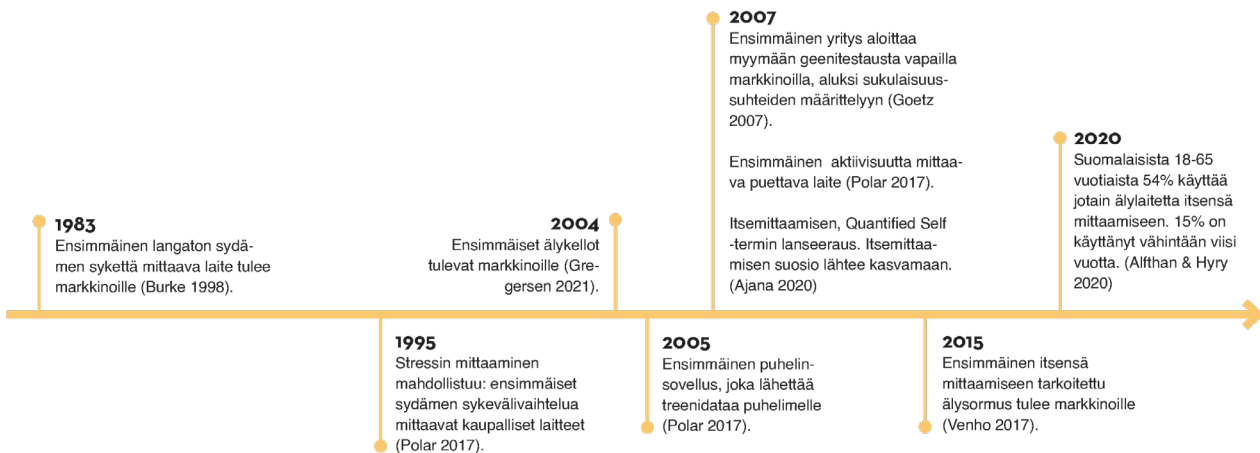 1983
Ensimmäinen langaton sydä-
men sykettä mittaava laite tulee
markkinoille (Burke 1998).
1995
Stressin mittaaminen
mahdollistuu: ensimmäiset
sydämen sykevälivaihtelua
mittaavat kaupalliset laitteet
(Polar 2017).
2004
Ensimmäiset älykellot
tulevat markkinoille (Gre-
gersen 2021).
2005
Ensimmäinen puhelin-
sovellus, joka lähettää
treenidataa puhelimelle
(Polar 2017).
2007
Ensimmäinen yritys aloittaa
myymään geenitestausta vapailla
markkinoilla, aluksi sukulaisuus-
suhteiden määrittelyyn (Goetz
2007).
Ensimmäinen aktiivisuutta mittaa-
va puettava laite (Polar 2017).
Itsemittaamisen, Quantified Self
-termin lanseeraus. Itsemittaa-
misen suosio lähtee kasvamaan.
(Ajana 2020)
2015
Ensimmäinen itsensä
mittaamiseen tarkoitettu
älysormus tulee markkinoille
(Venho 2017).
2020
Suomalaisista 18-65
vuotiaista 54% käyttää
jotain älylaitetta itsensä
mittaamiseen. 15% on
käyttänyt vähintään viisi
vuotta. (Alfthan & Hyry
2020)